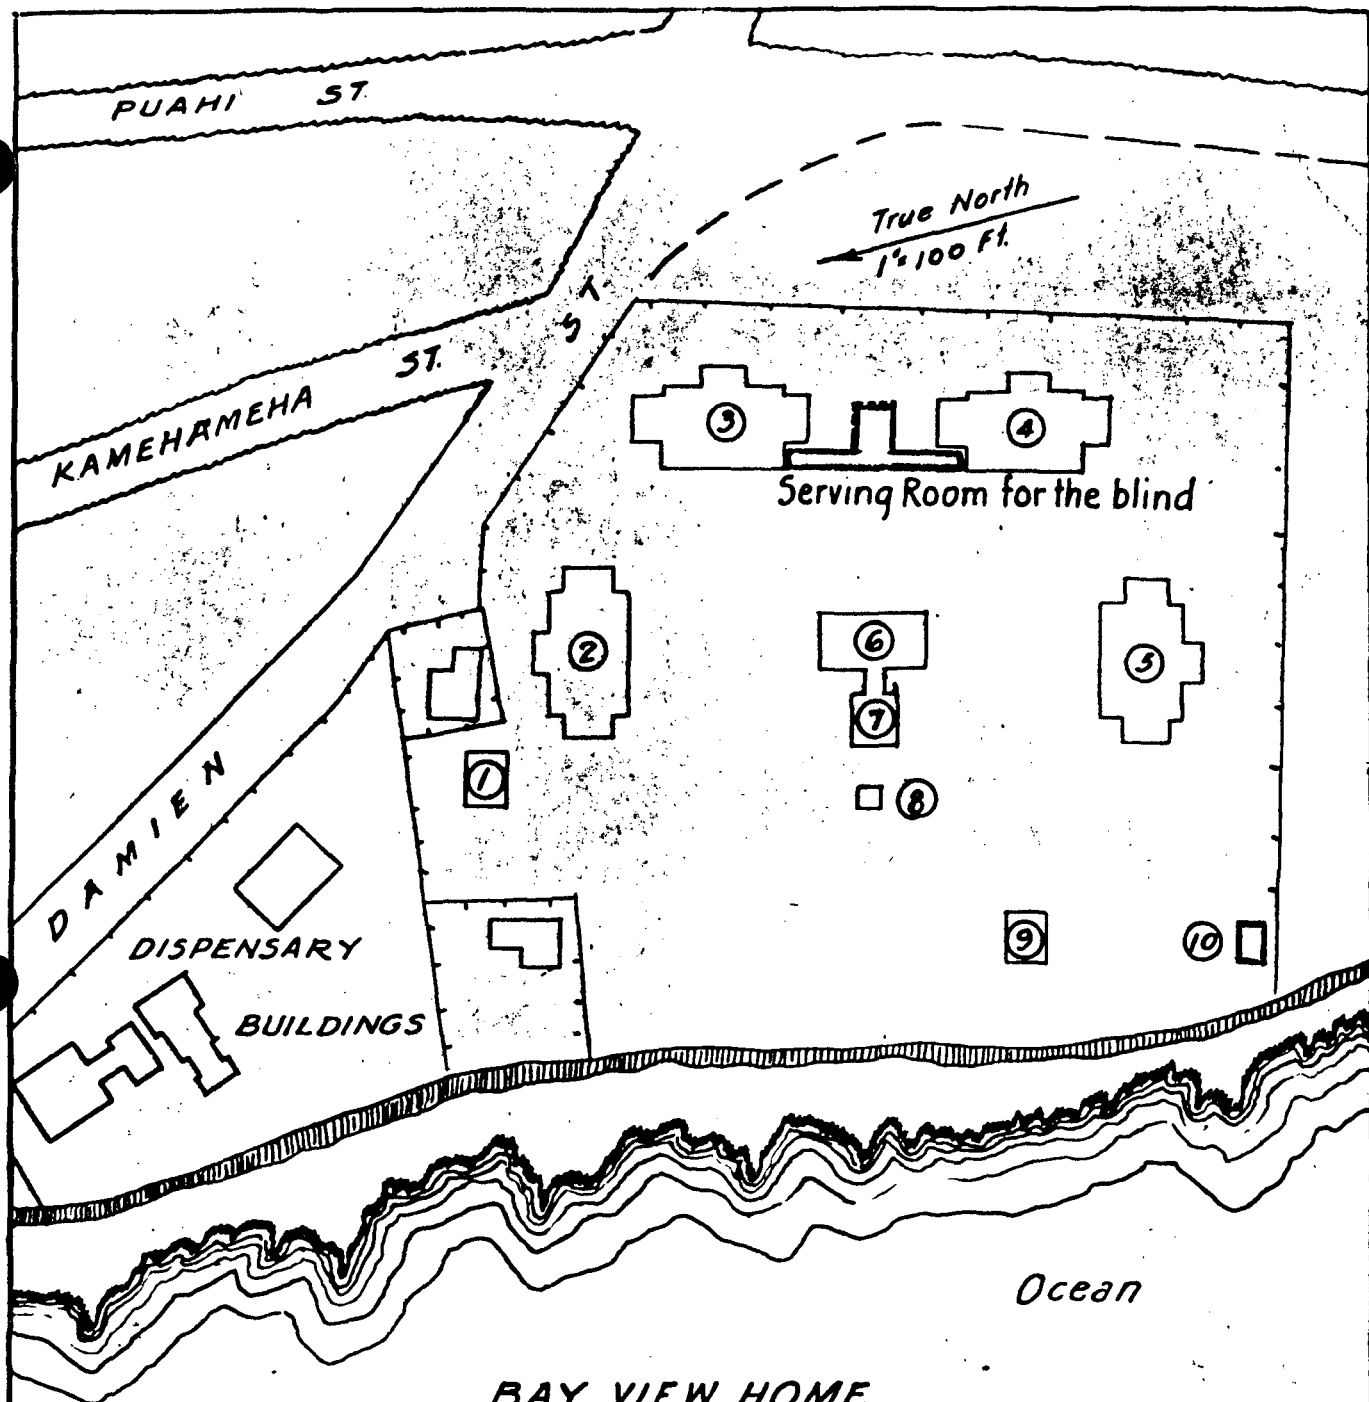 PUAHI ST.
True North
1"=100 Ft.
KAMEHAMEHA ST.
DAMIEN ST
3
4
Serving Room for the blind
2
6
5
7
1
8
9
10
DISPENSARY
BUILDINGS
Ocean
BAY VIEW HOME